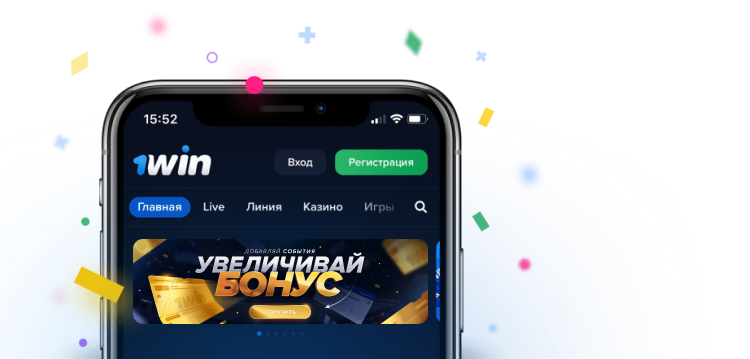 15:52
1win
Вход
Регистрация
Главная
Live
Линия
Казино
Игры
ДОБАВЛЯЙ СОБЫТИЯ
УВЕЛИЧИВАЙ
БОНУС
ПОЛУЧИТЬ